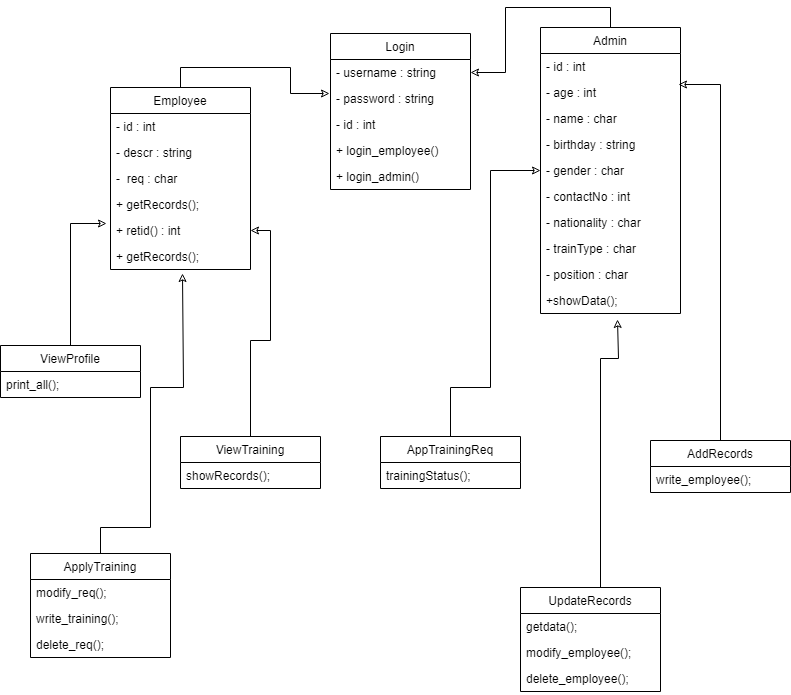 Login
- username : string
- password : string
- id : int
+ login_employee()
+ login_admin()
Admin
- id : int
- age : int
- name : char
- birthday : string
- gender : char
- contactNo : int
- nationality : char
- trainType : char
- position : char
+showData();
Employee
- id : int
- descr : string
- req : char
+ getRecords();
+ retid() : int
+ getRecords();
ViewProfile
print_all();
ViewTraining
showRecords();
AppTrainingReq
trainingStatus();
AddRecords
write_employee();
ApplyTraining
modify_req();
write_training();
delete_req();
UpdateRecords
getdata();
modify_employee();
delete_employee();